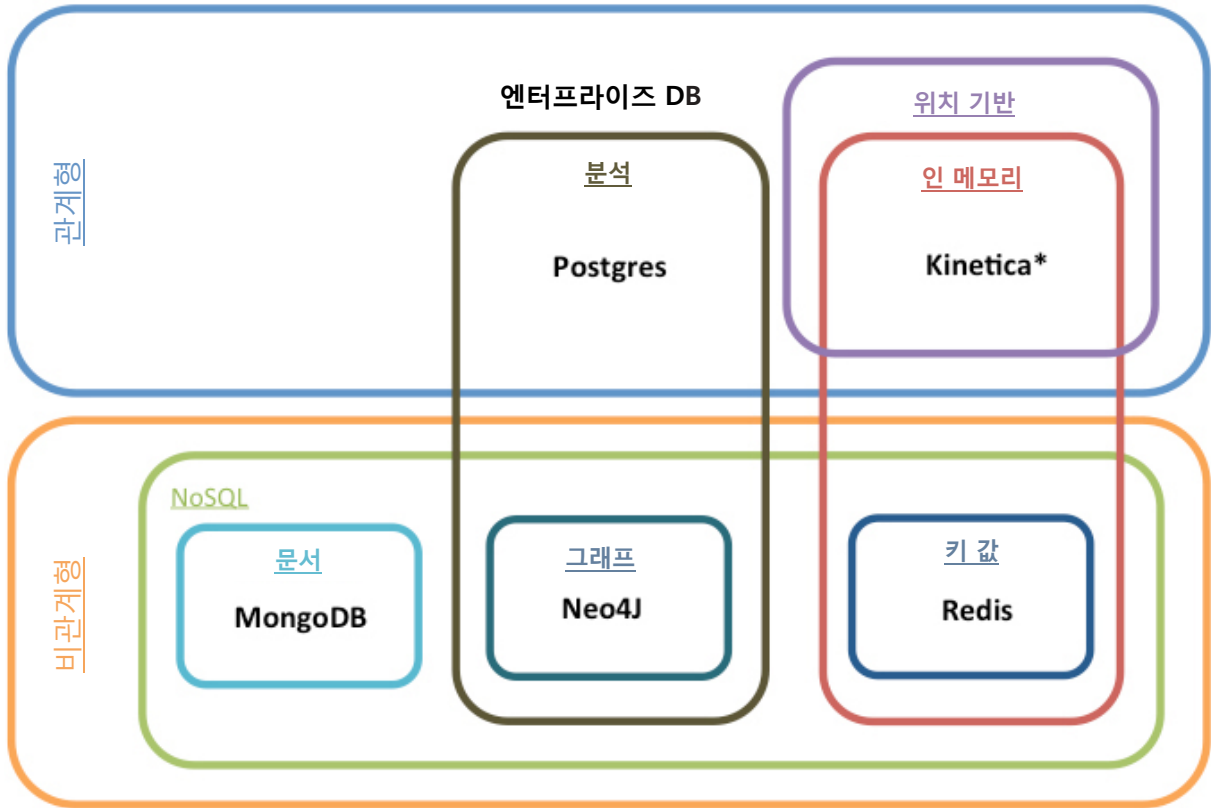 관계형
엔터프라이즈 DB
분석
Postgres
위치 기반
인 메모리
Kinetica*
비관계형
NoSQL
문서
MongoDB
그래프
Neo4J
키 값
Redis